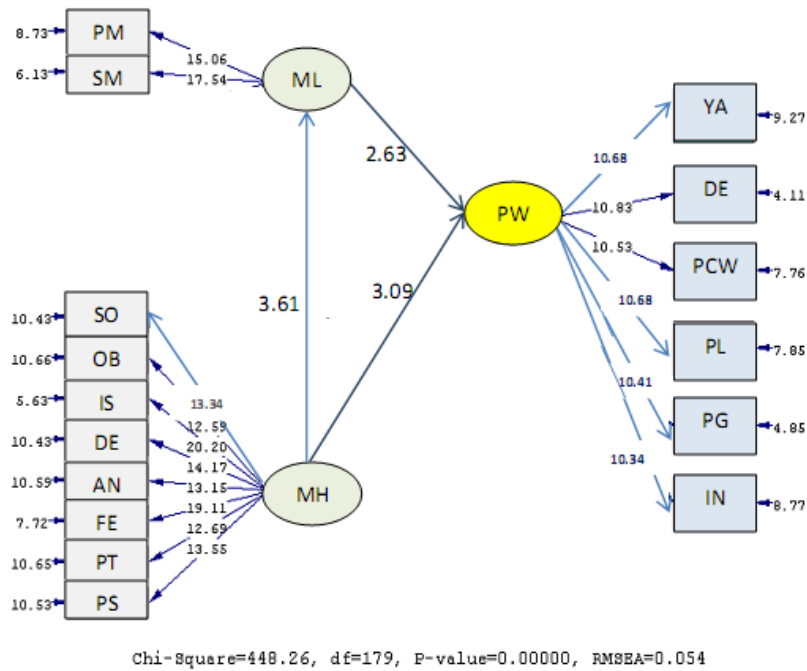 8.73 PM 15.06
6.13 SM 17.54
ML
2.63
3.61
3.09
PW
10.68 YA 9.27
10.83 DE 4.11
10.53 PCW 7.76
10.68 PL 7.85
10.41 PG 4.85
10.34 IN 8.77
10.43 SO 13.34
10.66 OB 12.59
5.63 IS 20.20
10.43 DE 14.17
10.59 AN 13.15
7.72 FE 19.11
10.65 PT 12.69
10.53 PS 13.55
MH
Chi-Square=448.26, df=179, P-value=0.00000, RMSEA=0.054